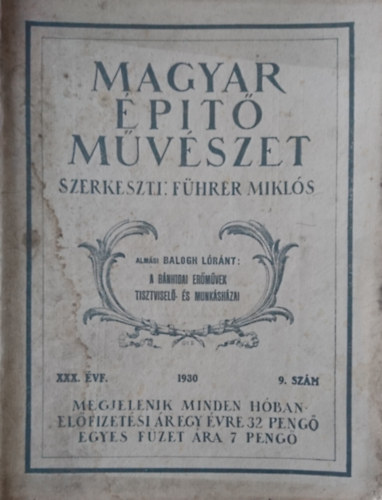 MAGYAR
ÉPITŐ
MŰVÉSZET
SZERKESZTI: FÜHRER MIKLÓS
ALMÁSI BALOGH LÓRÁNT:
A BÁNHIDAI ERŐMŰVEK
TISZTVISELŐ- ÉS MUNKÁSHÁZAI
XXX. ÉVF. 1930 9. SZÁM
MEGJELENIK MINDEN HÓBAN
ELŐFIZETÉSI ÁR EGY ÉVRE 32 PENGŐ
EGYES FÜZET ÁRA 7 PENGŐ